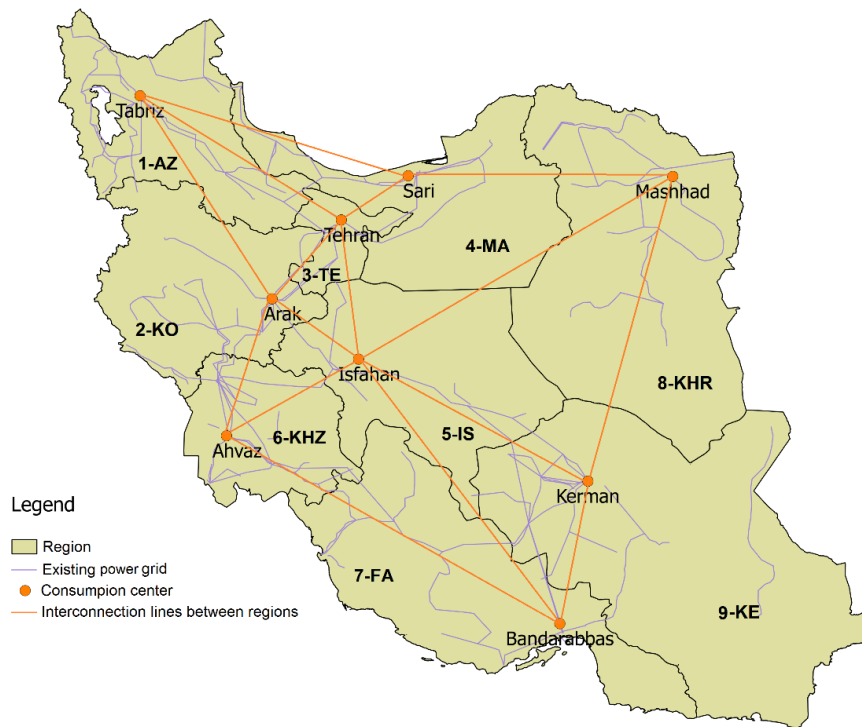 Tabriz
1-AZ
Sari
Mashhad
Tehran
4-MA
3-TE
Arak
2-KO
Isfahan
8-KHR
5-IS
6-KHZ
Ahvaz
Kerman
7-FA
9-KE
Bandarabbas
Legend
Region
Existing power grid
Consumpion center
Interconnection lines between regions